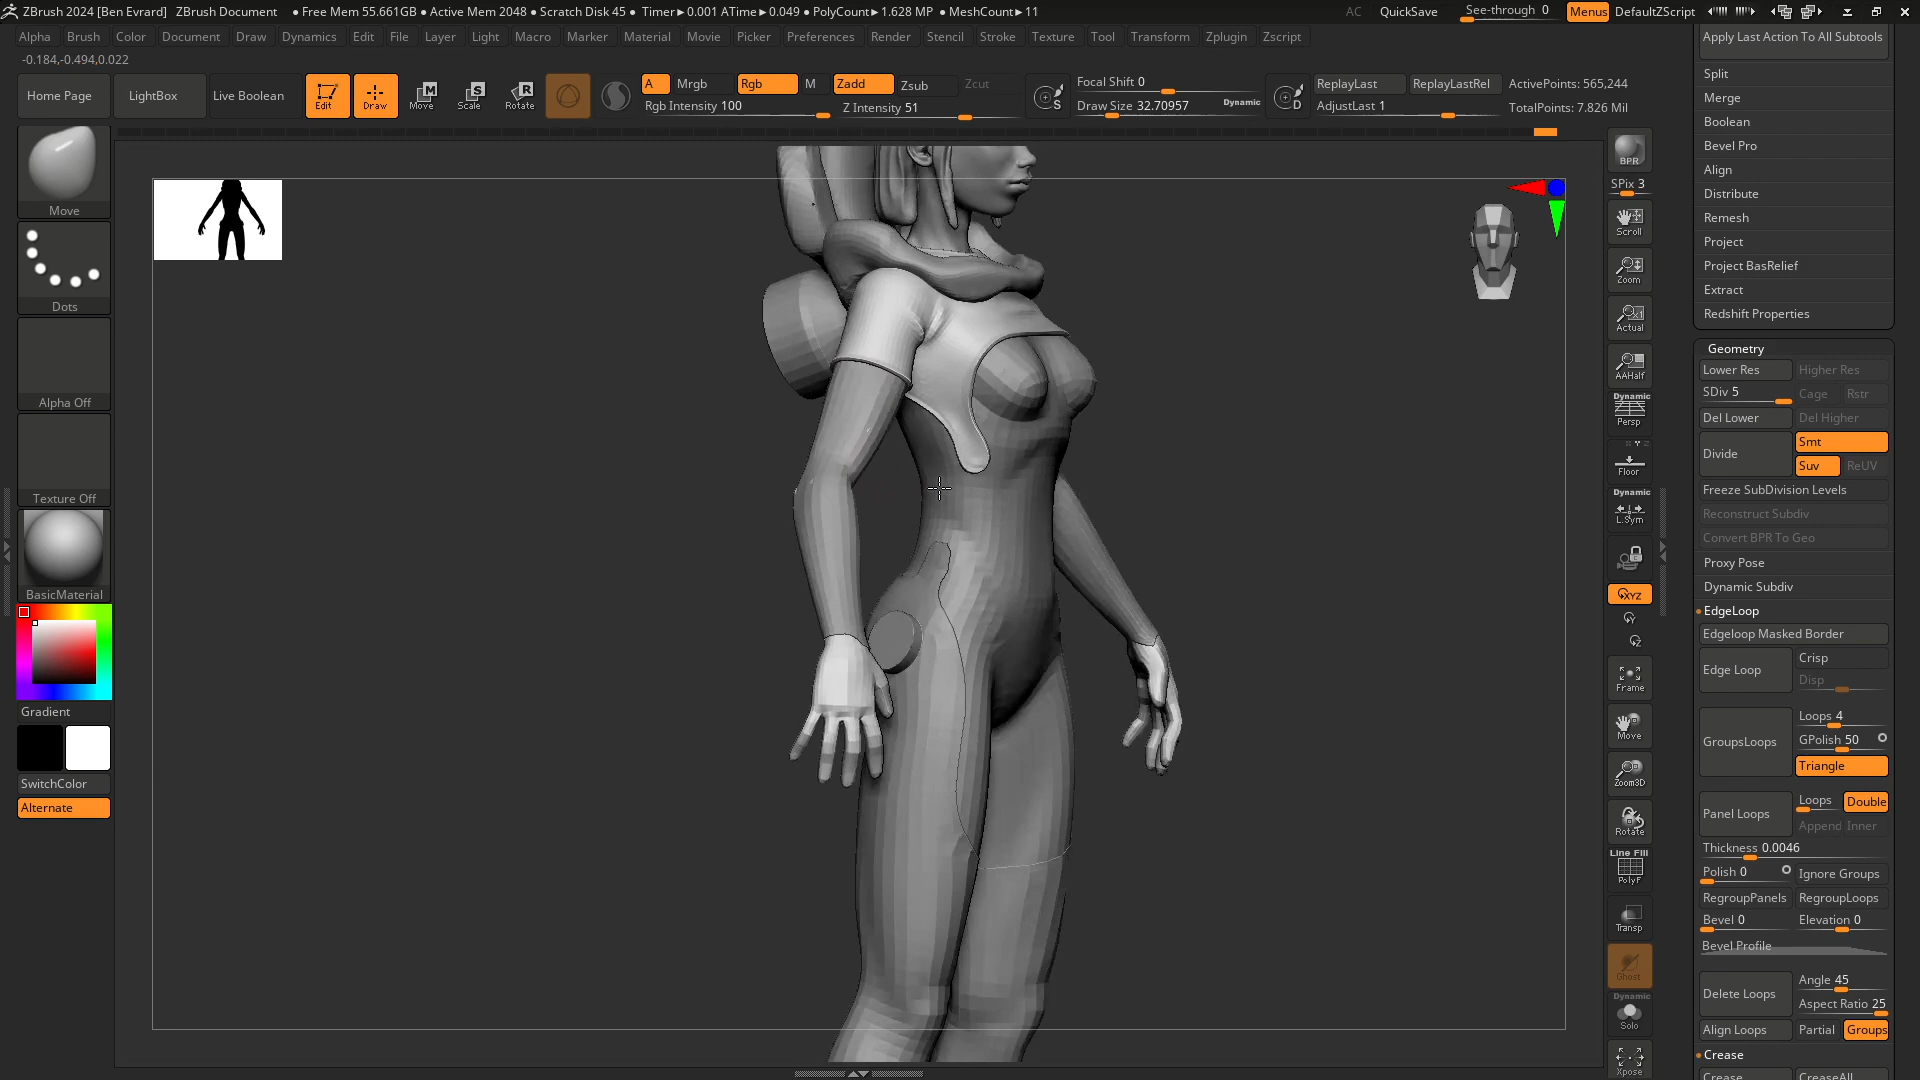 ZBrush 2024 [Ben Evrard] ZBrush Document ● Free Mem 55.661GB ● Active Mem 2048 ● Scratch Disk 45 ● Timer►0.001 ATime►0.049 ● PolyCount►1.628 MP ● MeshCount►11 AC QuickSave See-through 0 Menus DefaultZScript
Alpha Brush Color Document Draw Dynamics Edit File Layer Light Macro Marker Material Movie Picker Preferences Render Stencil Stroke Texture Tool Transform Zplugin Zscript
-0.184,-0.494,0.022
Home Page LightBox Live Boolean Edit Draw Move Scale Rotate
A Mrgb Rgb M Zadd Zsub Zcut
Rgb Intensity 100 Z Intensity 51
Focal Shift 0
Draw Size 32.70957 Dynamic
ReplayLast ReplayLastRel ActivePoints: 565,244
AdjustLast 1 TotalPoints: 7.826 Mil
Move
Dots
Alpha Off
Texture Off
BasicMaterial
Gradient
SwitchColor
Alternate
BPR
SPix 3
Scroll
Zoom
Actual
AAHalf
Dynamic
Persp
Floor
Dynamic
L.Sym
XYZ
Y
Z
Frame
Move
Zoom3D
Rotate
Line Fill
PolyF
Transp
Ghost
Dynamic
Solo
Xpose
Apply Last Action To All Subtools
Split
Merge
Boolean
Bevel Pro
Align
Distribute
Remesh
Project
Project BasRelief
Extract
Redshift Properties
Geometry
Lower Res Higher Res
SDiv 5 Cage Rstr
Del Lower Del Higher
Divide Smt
Suv ReUV
Freeze SubDivision Levels
Reconstruct Subdiv
Convert BPR To Geo
Proxy Pose
Dynamic Subdiv
EdgeLoop
Edgeloop Masked Border
Edge Loop Crisp
Disp
GroupsLoops Loops 4
GPolish 50
Triangle
Panel Loops Loops Double
Append Inner
Thickness 0.0046
Polish 0 Ignore Groups
RegroupPanels RegroupLoops
Bevel 0 Elevation 0
Bevel Profile
Delete Loops Angle 45
Aspect Ratio 25
Align Loops Partial Groups
Crease
Crease CreaseAll